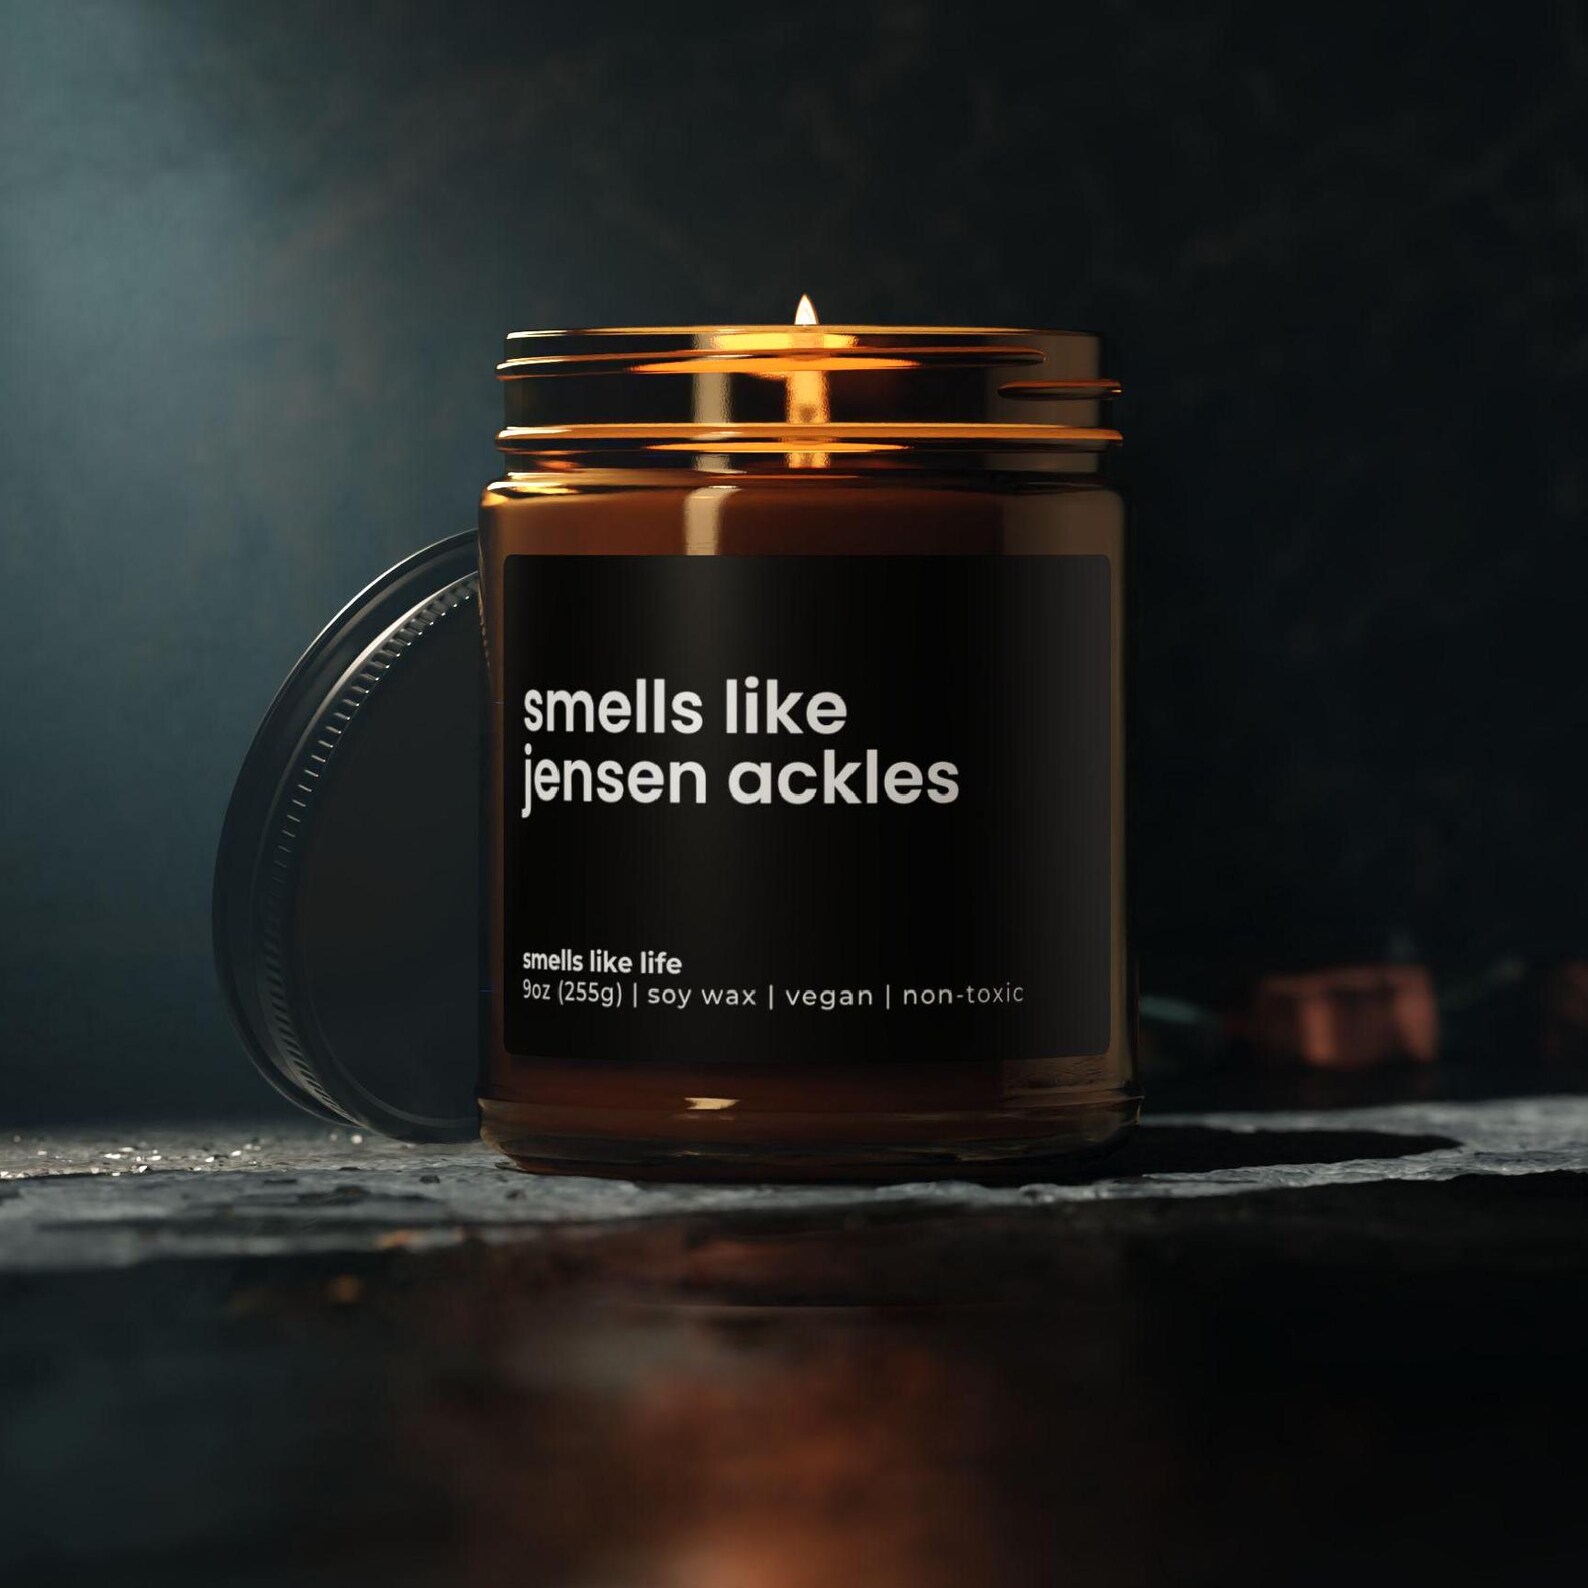 smells like
jensen ackles
smells like life
9oz (255g) | soy wax | vegan | non-toxic